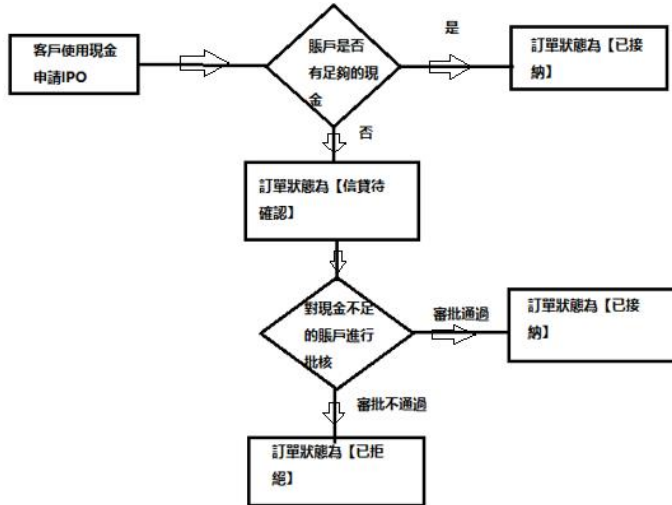 客戶使用現金
申請IPO
賬戶是否
有足夠的現
金
是
訂單狀態為【已接
納】
否
訂單狀態為【信貸待
確認】
對現金不足
的賬戶進行
批核
審批通過
訂單狀態為【已接
納】
審批不通過
訂單狀態為【已拒
絕】